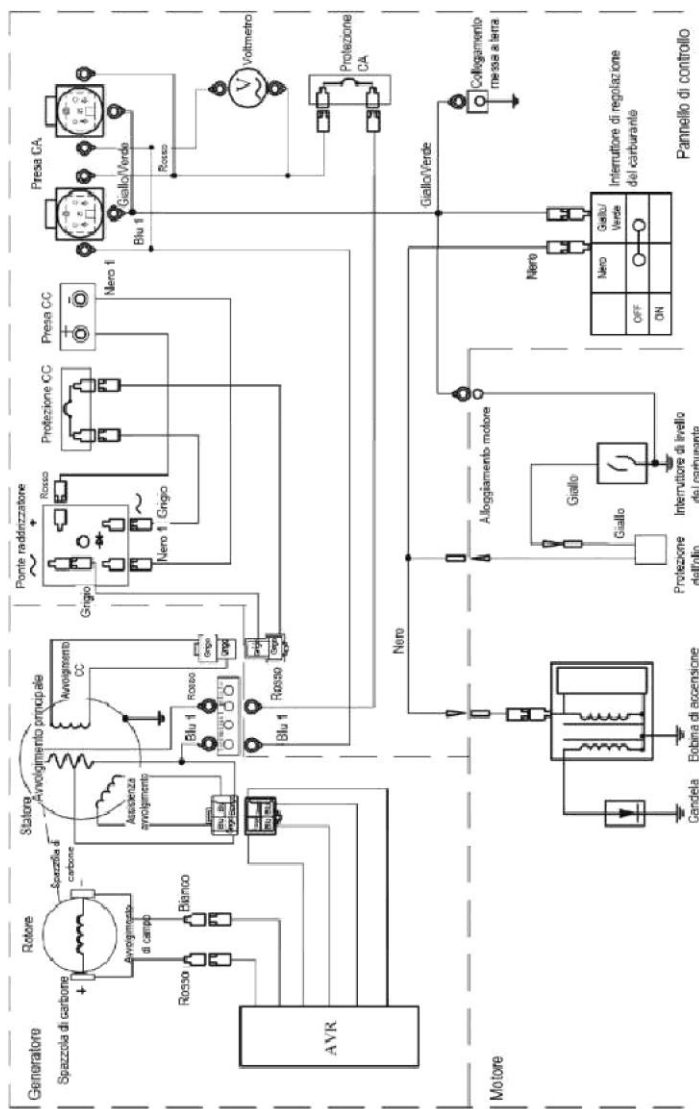 Generatore
Rotore
Spazzola di
carbone
-
Spazzola di carbone
+
Avvolgimento
di campo
Rosso
Bianco
AVR
Statore
Avvolgimento principale
Avvolgimento
CC
Assistenza
avvolgimento
Blu
Grigio
Grigio
Rosso
Blu 1
Grigio
Grigio
Rosso
Blu 1
Ponte raddrizzatore
+
Grigio
Rosso
Nero 1
Grigio
Protezione CC
Presa CC
+
-
Nero 1
Presa CA
Blu 1
Giallo/Verde
Rosso
Voltmetro
V
Protezione
CA
Giallo/Verde
Collegamento
messa a terra
Interruttore di regolazione
del carburante
Nero
Nero
Giallo/
Verde
OFF
ON
Pannello di controllo
Motore
Nero
Alloggiamento motore
Giallo
Giallo
Interruttore di livello
del carburante
Protezione
dell'olio
Bobina di accensione
Candela